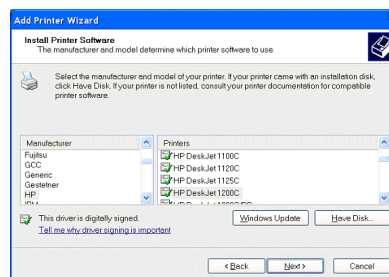 Add Printer Wizard
Install Printer Software
The manufacturer and model determine which printer software to use.
Select the manufacturer and model of your printer. If your printer came with an installation disk,
click Have Disk. If your printer is not listed, consult your printer documentation for compatible
printer software.
Manufacturer
Fujitsu
GCC
Generic
Gestetner
HP
IBM
Printers
HP DeskJet 1100C
HP DeskJet 1120C
HP DeskJet 1125C
HP DeskJet 1200C
HP DeskJet
This driver is digitally signed.
Tell me why driver signing is important
Windows Update
Have Disk...
< Back
Next >
Cancel